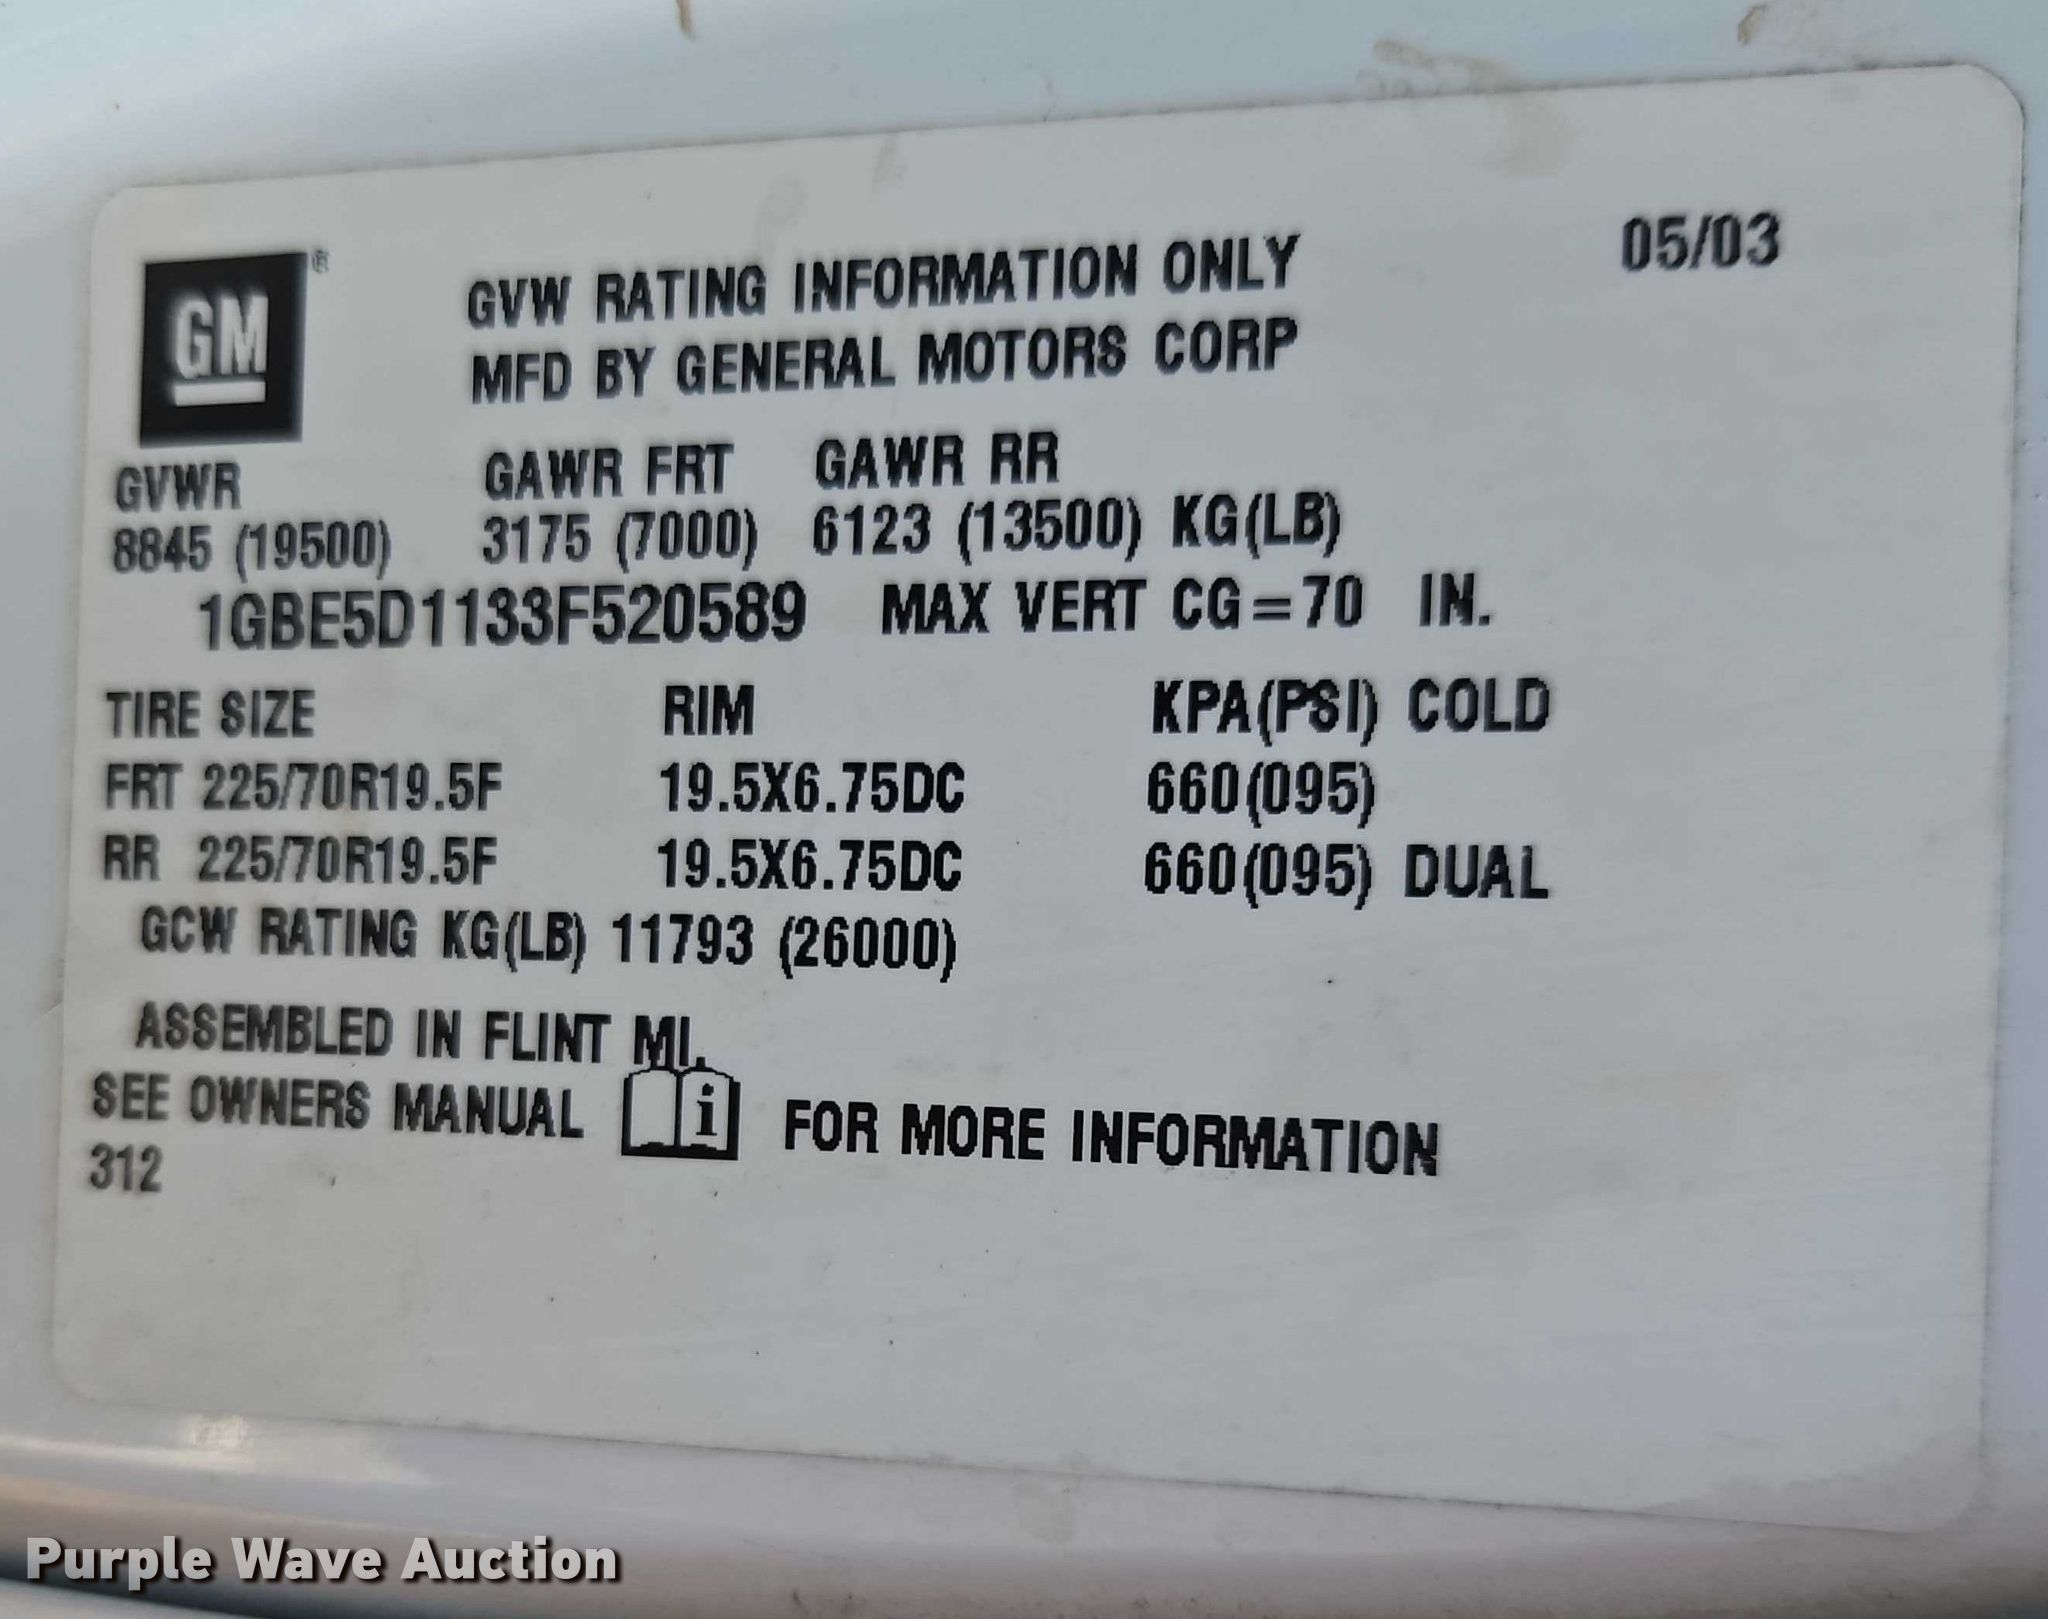 GM ®
GVW RATING INFORMATION ONLY 05/03
MFD BY GENERAL MOTORS CORP
GVWR GAWR FRT GAWR RR
8845 (19500) 3175 (7000) 6123 (13500) KG(LB)
1GBE5D1133F520589 MAX VERT CG=70 IN.
TIRE SIZE RIM KPA(PSI) COLD
FRT 225/70R19.5F 19.5X6.75DC 660(095)
RR 225/70R19.5F 19.5X6.75DC 660(095) DUAL
GCW RATING KG(LB) 11793 (26000)
ASSEMBLED IN FLINT MI.
SEE OWNERS MANUAL i FOR MORE INFORMATION
312
Purple Wave Auction